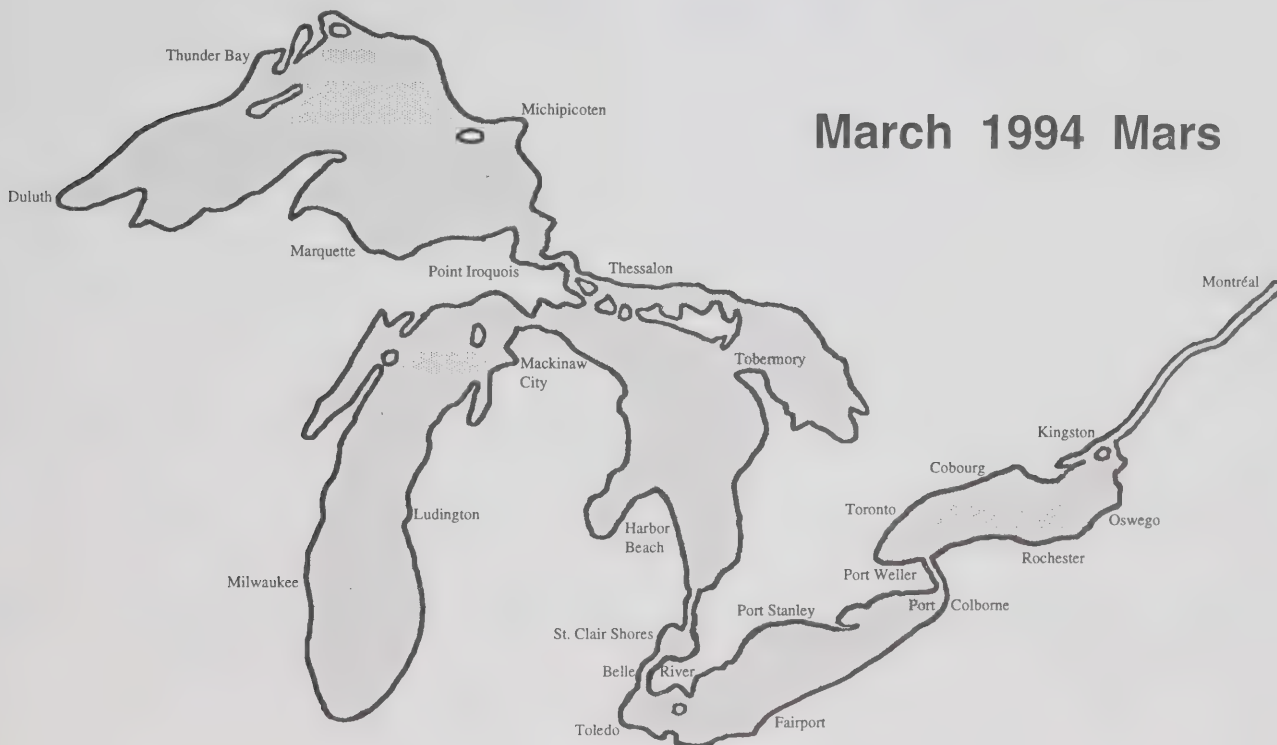 Thunder Bay
Michipicoten
March 1994 Mars
Duluth
Marquette
Point Iroquois
Thessalon
Montréal
Mackinaw
City
Tobermory
Kingston
Cobourg
Ludington
Toronto
Oswego
Harbor
Beach
Rochester
Milwaukee
Port Weller
Port Colborne
Port Stanley
St. Clair Shores
Belle River
Toledo
Fairport